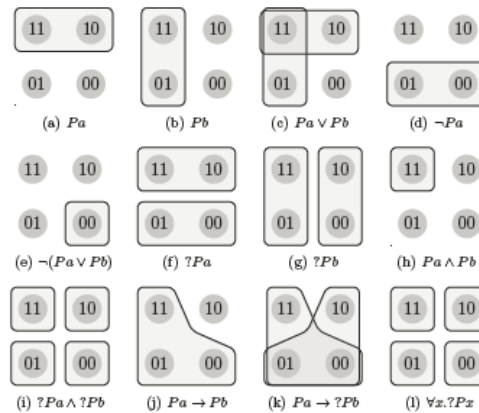 11 10 11 10 11 10 11 10
01 00 01 00 01 00 01 00
(a) Pa (b) Pb (c) Pa ∨ Pb (d) ¬Pa
11 10 11 10 11 10 11 10
01 00 01 00 01 00 01 00
(e) ¬(Pa ∨ Pb) (f) ?Pa (g) ?Pb (h) Pa ∧ Pb
11 10 11 10 11 10 11 10
01 00 01 00 01 00 01 00
(i) ?Pa ∧ ?Pb (j) Pa → Pb (k) Pa → ?Pb (l) ∀x.?Px